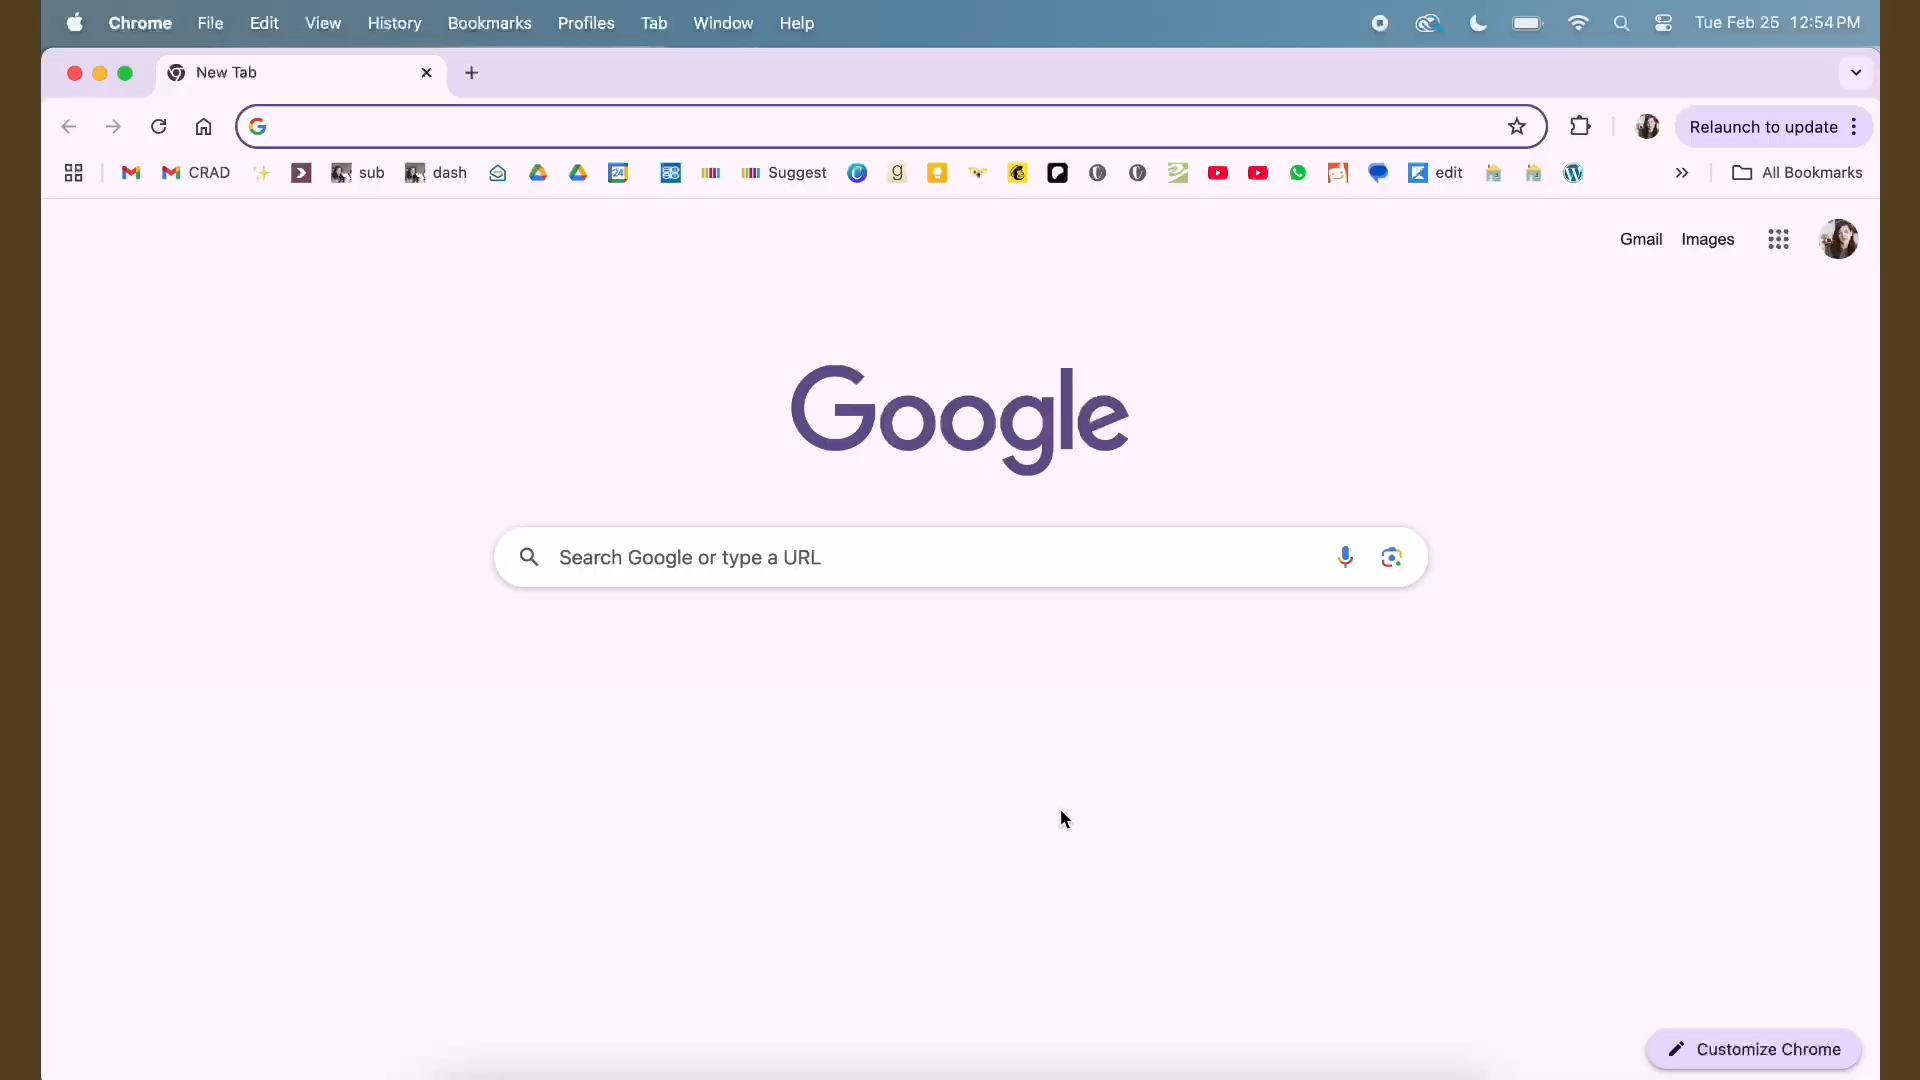 Chrome File Edit View History Bookmarks Profiles Tab Window Help Tue Feb 25 12:54 PM
New Tab
Relaunch to update
CRAD sub dash 24 Suggest edit All Bookmarks
Gmail Images
Google
Search Google or type a URL
Customize Chrome